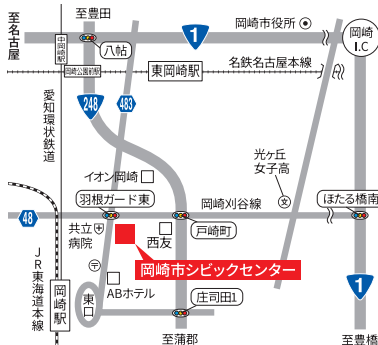 至豊田
至名古屋
岡崎市役所
岡崎
I.C
1
八帖
中岡崎駅
岡崎公園前駅
東岡崎駅
名鉄名古屋本線
248
483
愛知環状鉄道
光ヶ丘
女子高
イオン岡崎
羽根ガード東
岡崎刈谷線
ほたる橋南
文
48
共立
病院
西友
戸崎町
岡崎市シビックセンター
JR東海道本線
岡崎駅
東口
ABホテル
庄司田1
1
至蒲郡
至豊橋